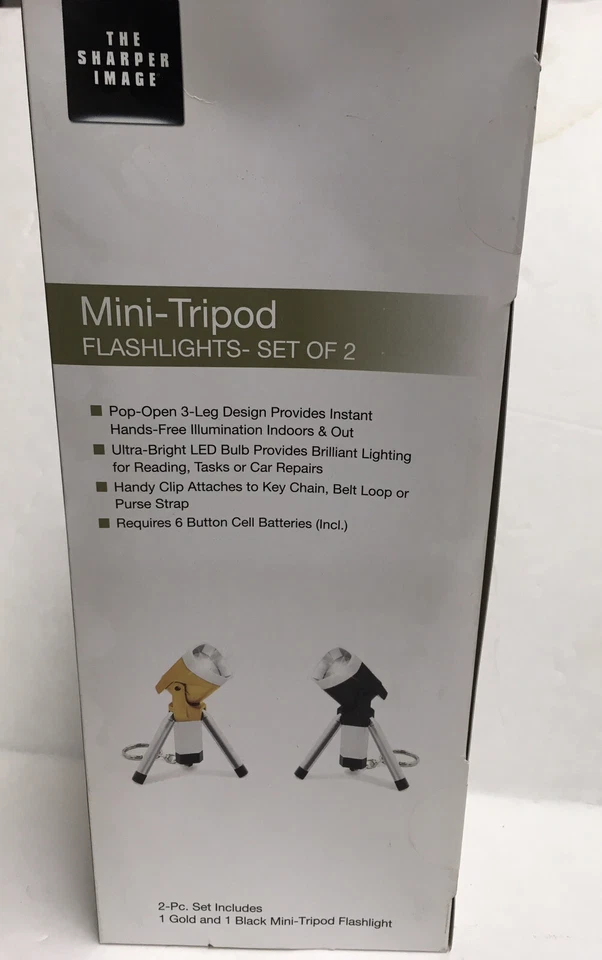 THE
SHARPER
IMAGE
Mini-Tripod
FLASHLIGHTS- SET OF 2
Pop-Open 3-Leg Design Provides Instant
Hands-Free Illumination Indoors & Out
Ultra-Bright LED Bulb Provides Brilliant Lighting
for Reading, Tasks or Car Repairs
Handy Clip Attaches to Key Chain, Belt Loop or
Purse Strap
Requires 6 Button Cell Batteries (Incl.)
2-Pc. Set Includes
1 Gold and 1 Black Mini-Tripod Flashlight